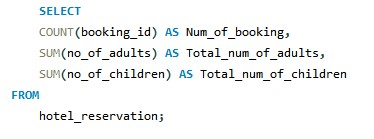 SELECT
COUNT(booking_id) AS Num_of_booking,
SUM(no_of_adults) AS Total_num_of_adults,
SUM(no_of_children) AS Total_num_of_children
FROM
hotel_reservation;